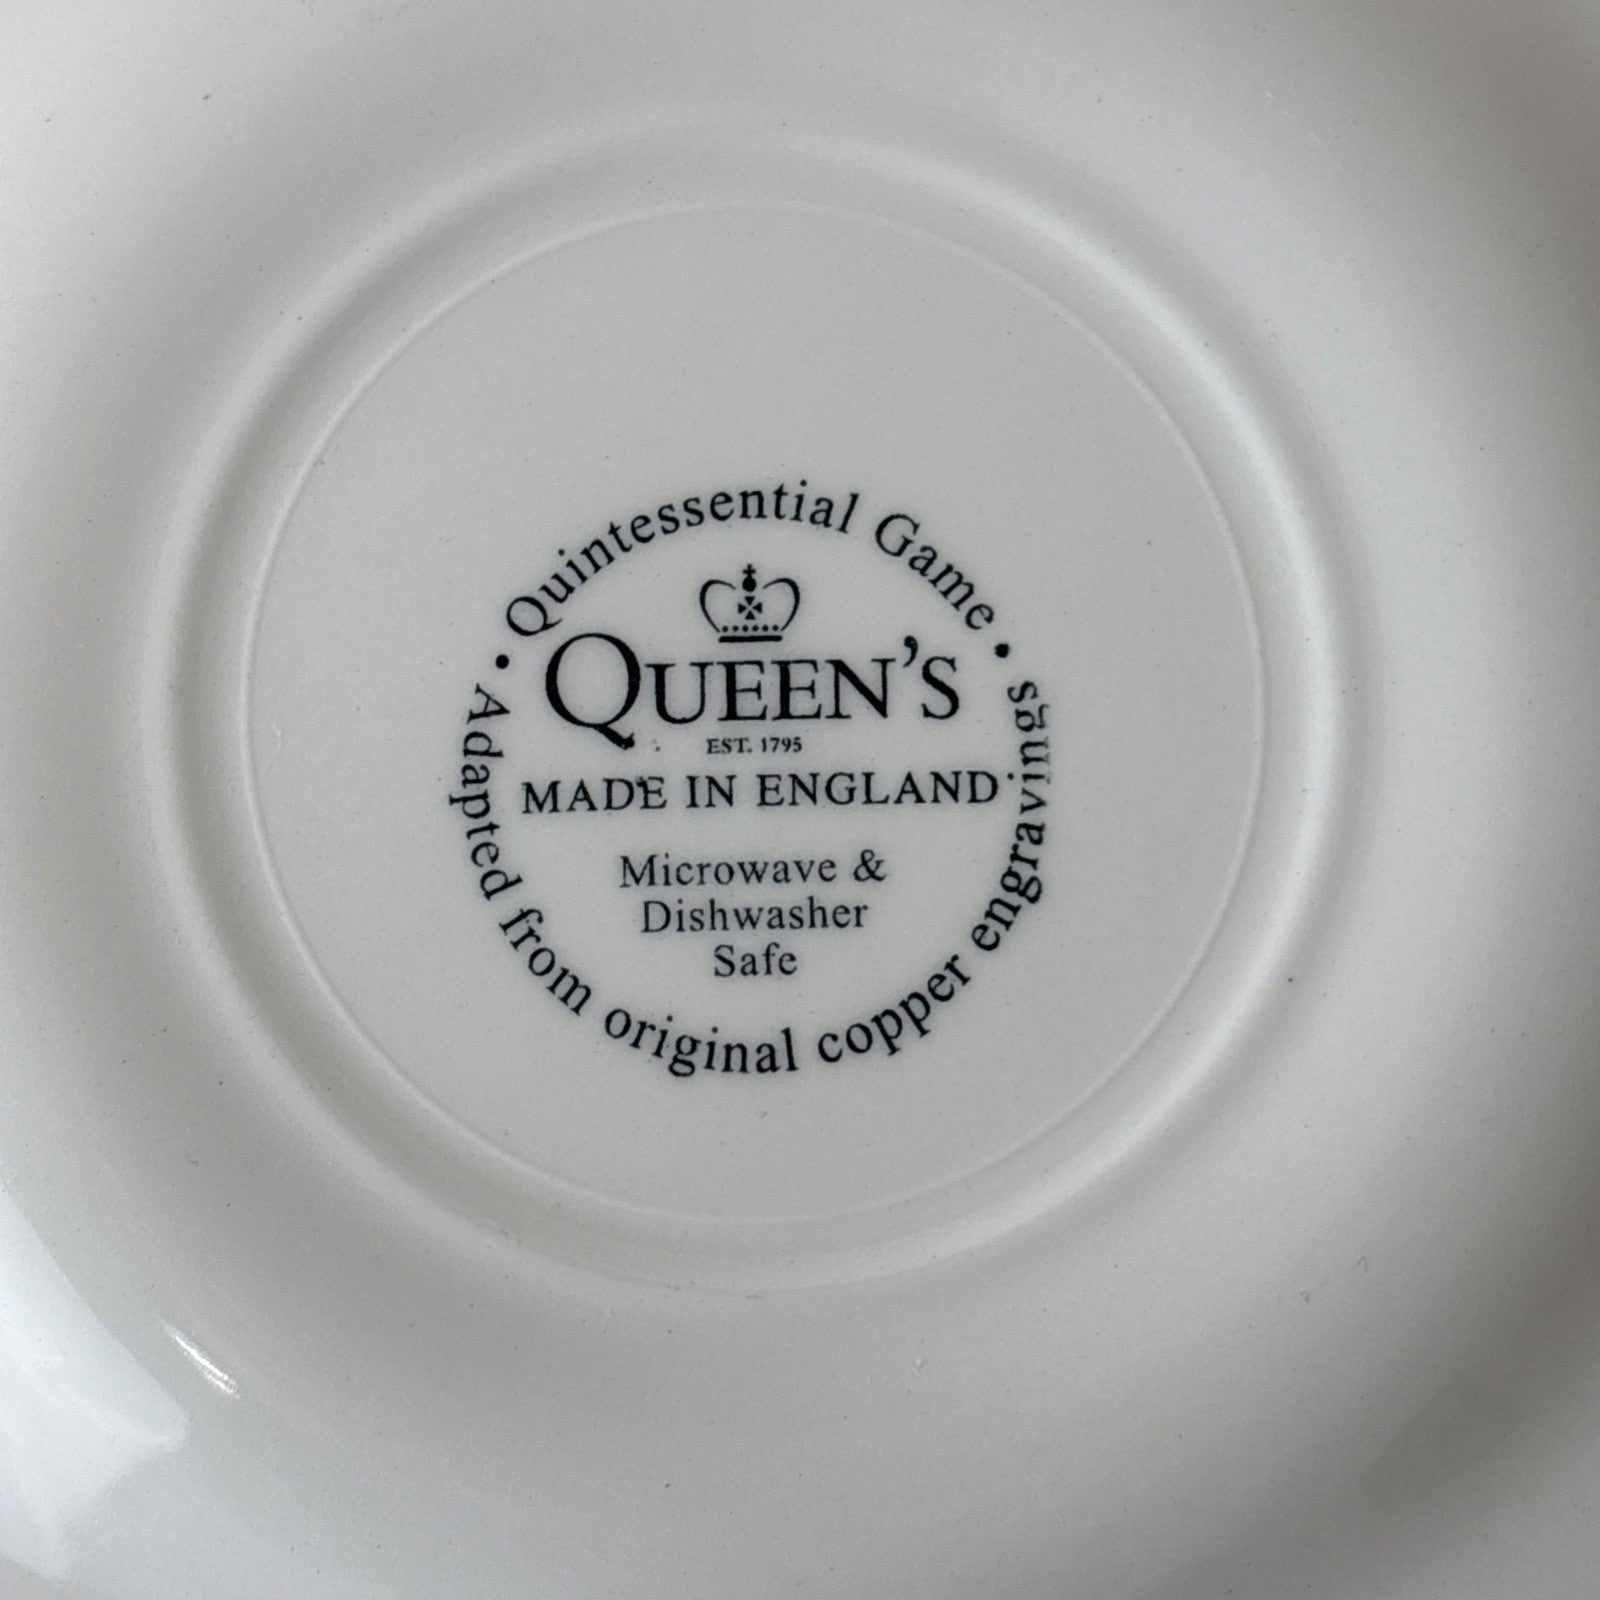 • Quintessential Game •
QUEEN'S
EST. 1795
MADE IN ENGLAND
Microwave &
Dishwasher
Safe
Adapted from original copper engravings